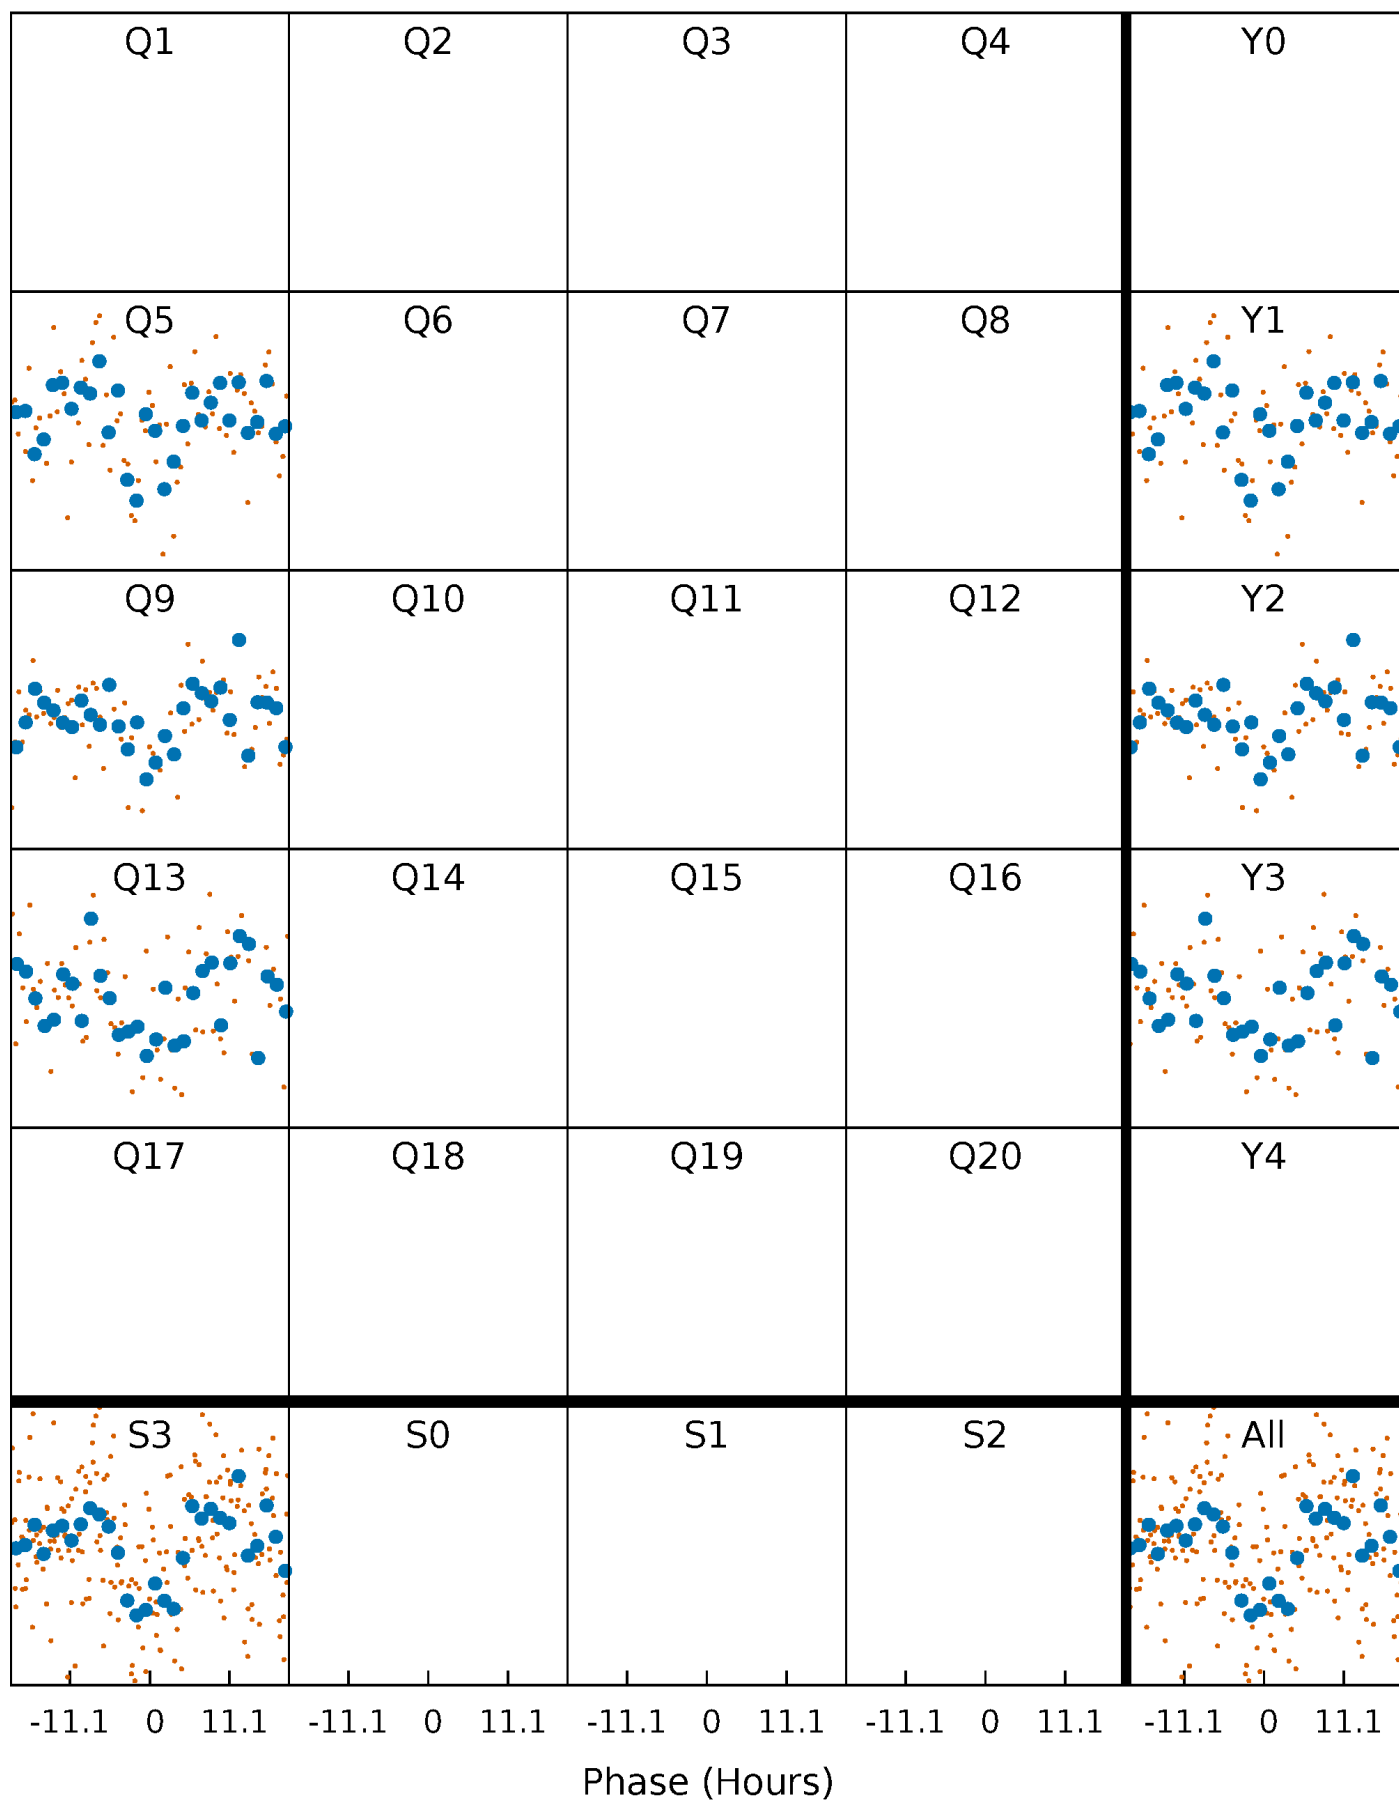 Q1 Q2 Q3 Q4 Y0
Q5 Q6 Q7 Q8 Y1
Q9 Q10 Q11 Q12 Y2
Q13 Q14 Q15 Q16 Y3
Q17 Q18 Q19 Q20 Y4
S3 S0 S1 S2 All
-11.1 0 11.1 -11.1 0 11.1 -11.1 0 11.1 -11.1 0 11.1 -11.1 0 11.1
Phase (Hours)